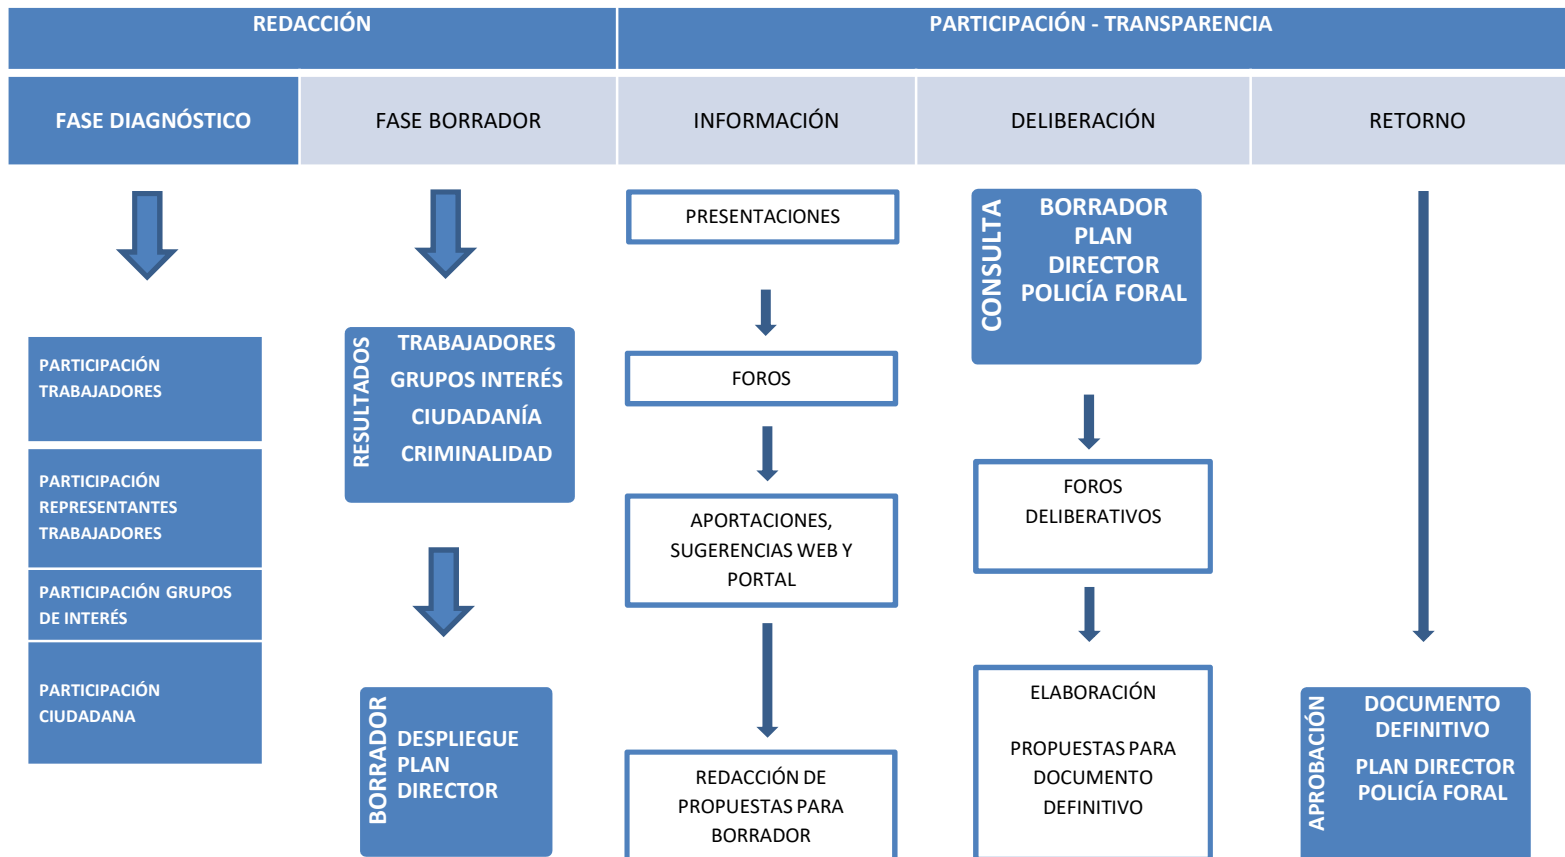 REDACCIÓN
PARTICIPACIÓN - TRANSPARENCIA
FASE DIAGNÓSTICO
FASE BORRADOR
INFORMACIÓN
DELIBERACIÓN
RETORNO
PARTICIPACIÓN
TRABAJADORES
PARTICIPACIÓN
REPRESENTANTES
TRABAJADORES
PARTICIPACIÓN GRUPOS
DE INTERÉS
PARTICIPACIÓN
CIUDADANA
RESULTADOS
TRABAJADORES
GRUPOS INTERÉS
CIUDADANÍA
CRIMINALIDAD
BORRADOR
DESPLIEGUE
PLAN
DIRECTOR
PRESENTACIONES
FOROS
APORTACIONES,
SUGERENCIAS WEB Y
PORTAL
REDACCIÓN DE
PROPUESTAS PARA
BORRADOR
CONSULTA
BORRADOR
PLAN
DIRECTOR
POLICÍA FORAL
FOROS
DELIBERATIVOS
ELABORACIÓN
PROPUESTAS PARA
DOCUMENTO
DEFINITIVO
APROBACIÓN
DOCUMENTO
DEFINITIVO
PLAN DIRECTOR
POLICÍA FORAL